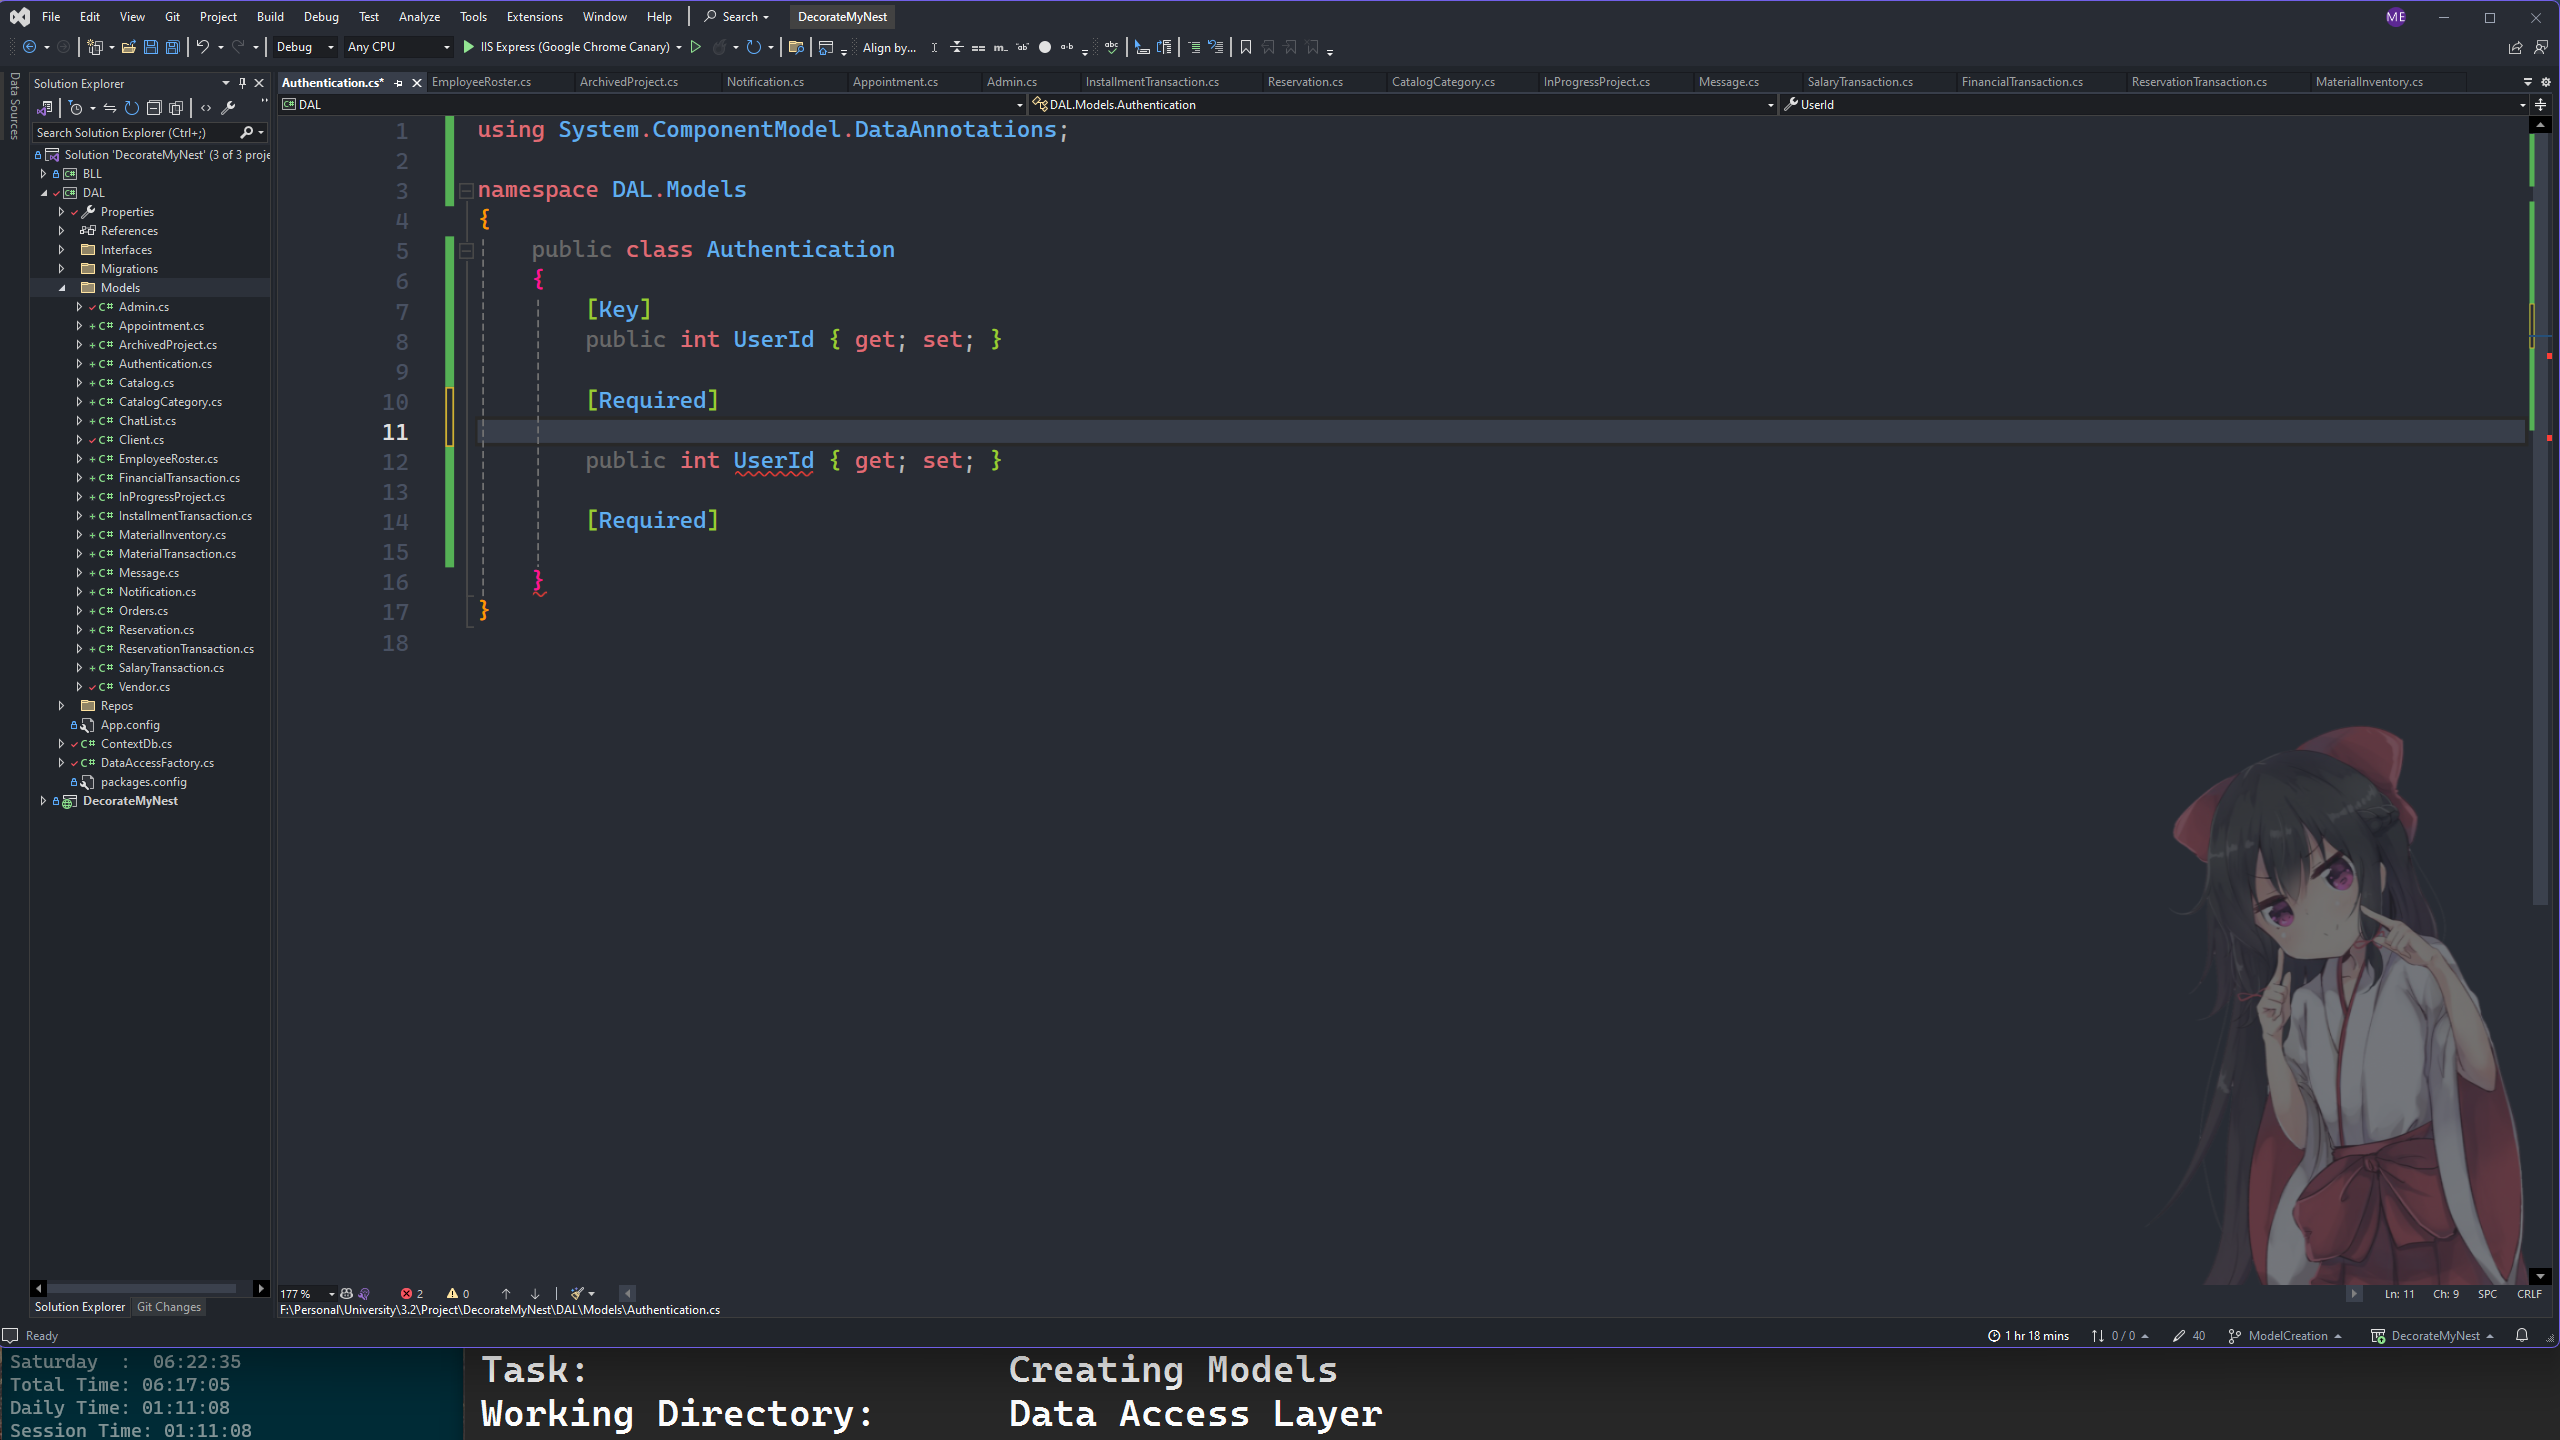 File Edit View Git Project Build Debug Test Analyze Tools Extensions Window Help Search DecorateMyNest ME
Debug Any CPU IIS Express (Google Chrome Canary) Align by...
Data Sources
Solution Explorer
Search Solution Explorer (Ctrl+;)
Solution 'DecorateMyNest' (3 of 3 proje
BLL
DAL
Properties
References
Interfaces
Migrations
Models
C# Admin.cs
C# Appointment.cs
C# ArchivedProject.cs
C# Authentication.cs
C# Catalog.cs
C# CatalogCategory.cs
C# ChatList.cs
C# Client.cs
C# EmployeeRoster.cs
C# FinancialTransaction.cs
C# InProgressProject.cs
C# InstallmentTransaction.cs
C# MaterialInventory.cs
C# MaterialTransaction.cs
C# Message.cs
C# Notification.cs
C# Orders.cs
C# Reservation.cs
C# ReservationTransaction.cs
C# SalaryTransaction.cs
C# Vendor.cs
Repos
App.config
C# ContextDb.cs
C# DataAccessFactory.cs
packages.config
DecorateMyNest
Solution Explorer Git Changes
Authentication.cs* EmployeeRoster.cs ArchivedProject.cs Notification.cs Appointment.cs Admin.cs InstallmentTransaction.cs Reservation.cs CatalogCategory.cs InProgressProject.cs Message.cs SalaryTransaction.cs FinancialTransaction.cs ReservationTransaction.cs MaterialInventory.cs
DAL DAL.Models.Authentication UserId
1 using System.ComponentModel.DataAnnotations;
2
3 namespace DAL.Models
4 {
5 public class Authentication
6 {
7 [Key]
8 public int UserId { get; set; }
9
10 [Required]
11
12 public int UserId { get; set; }
13
14 [Required]
15
16 }
17 }
18
177 % 2 0 Ln: 11 Ch: 9 SPC CRLF
F:\Personal\University\3.2\Project\DecorateMyNest\DAL\Models\Authentication.cs
Ready 1 hr 18 mins 0 / 0 40 ModelCreation DecorateMyNest
Saturday : 06:22:35
Total Time: 06:17:05
Daily Time: 01:11:08
Session Time: 01:11:08
Task: Creating Models
Working Directory: Data Access Layer